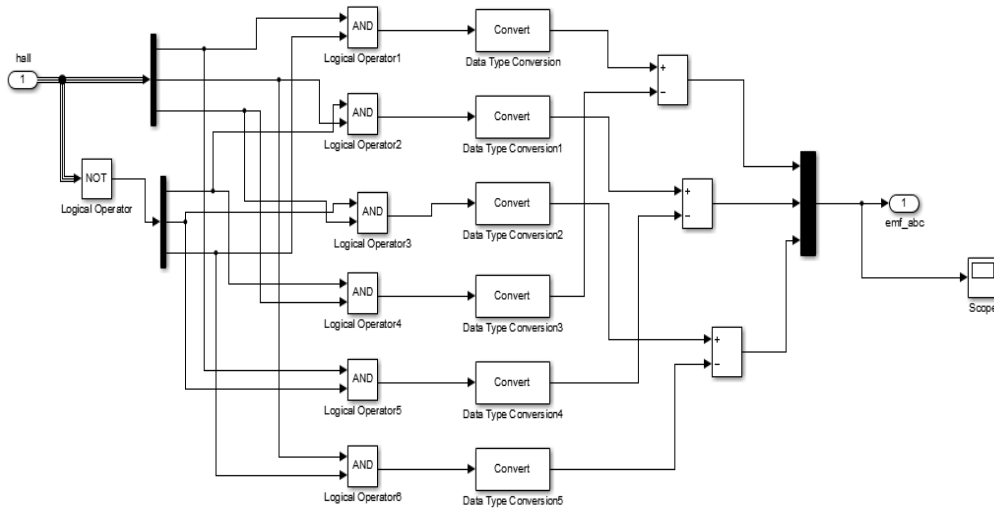 hall
1
NOT
Logical Operator
AND
Logical Operator1
Convert
Data Type Conversion
AND
Logical Operator2
Convert
Data Type Conversion1
AND
Logical Operator3
Convert
Data Type Conversion2
AND
Logical Operator4
Convert
Data Type Conversion3
AND
Logical Operator5
Convert
Data Type Conversion4
AND
Logical Operator6
Convert
Data Type Conversion5
+
−
+
−
+
−
1
emf_abc
Scope